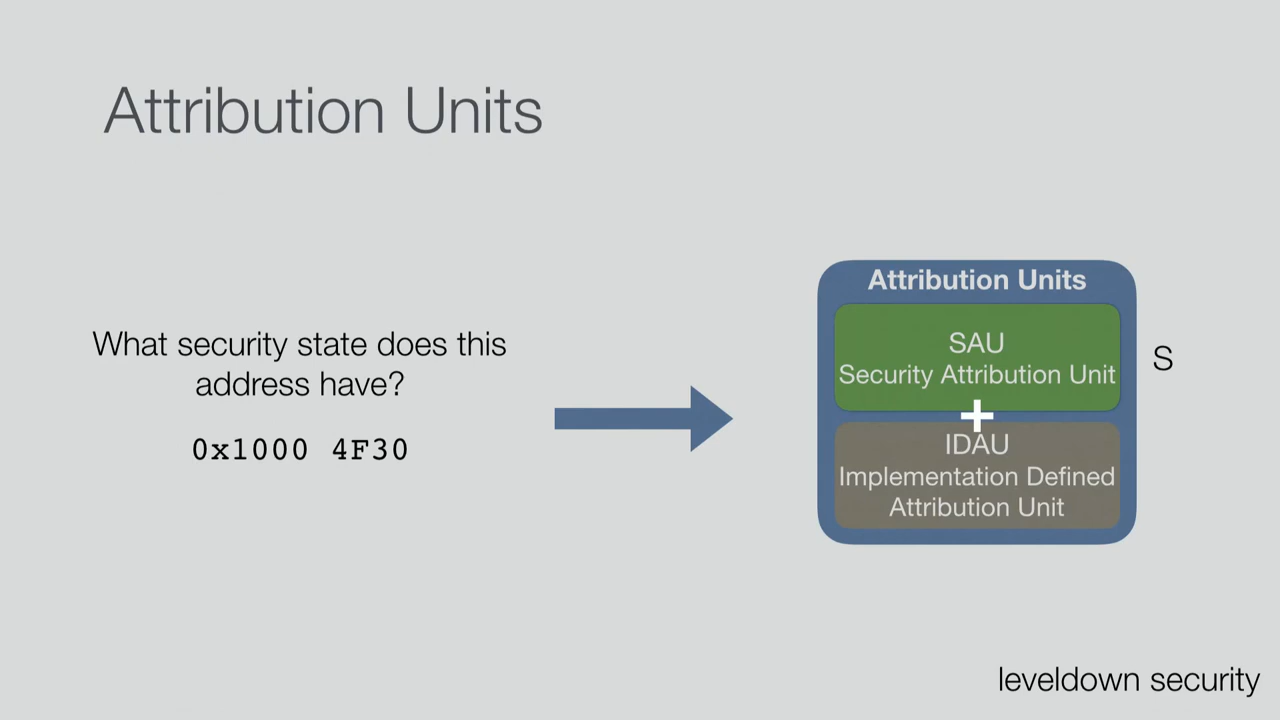 Attribution Units
What security state does this
address have?
0x1000 4F30
Attribution Units
SAU
Security Attribution Unit
+
IDAU
Implementation Defined
Attribution Unit
S
leveldown security